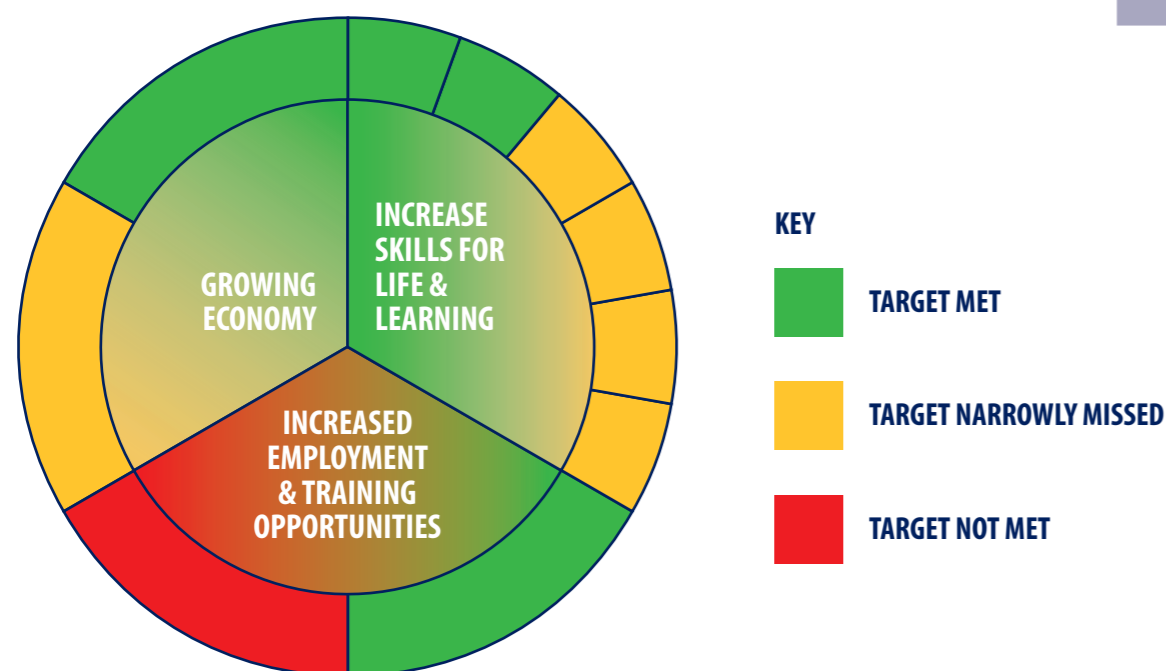 GROWING
ECONOMY
INCREASE
SKILLS FOR
LIFE &
LEARNING
INCREASED
EMPLOYMENT
& TRAINING
OPPORTUNITIES
KEY
TARGET MET
TARGET NARROWLY MISSED
TARGET NOT MET